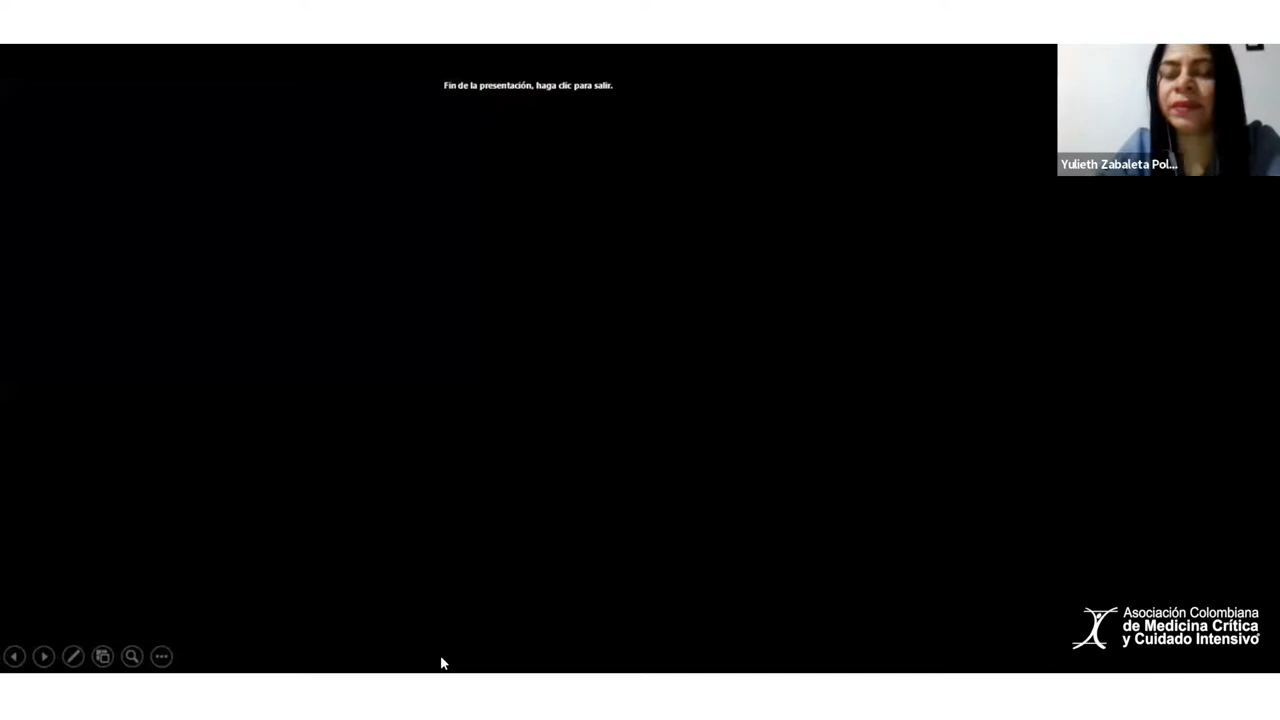 Fin de la presentación, haga clic para salir.
Yulieth Zabaleta Pol...
Asociación Colombiana
de Medicina Crítica
y Cuidado Intensivo